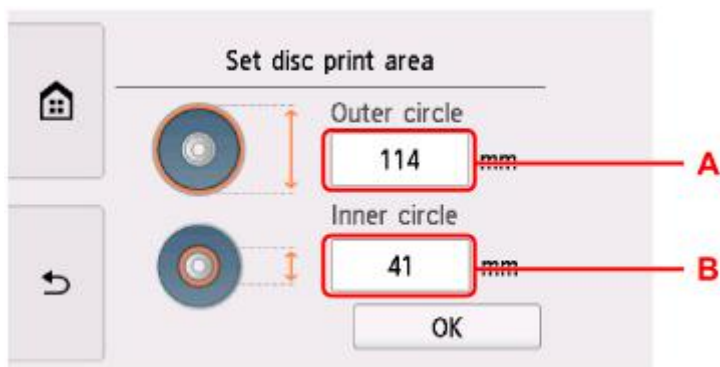 Set disc print area
Outer circle
114 mm
A
Inner circle
41 mm
B
OK